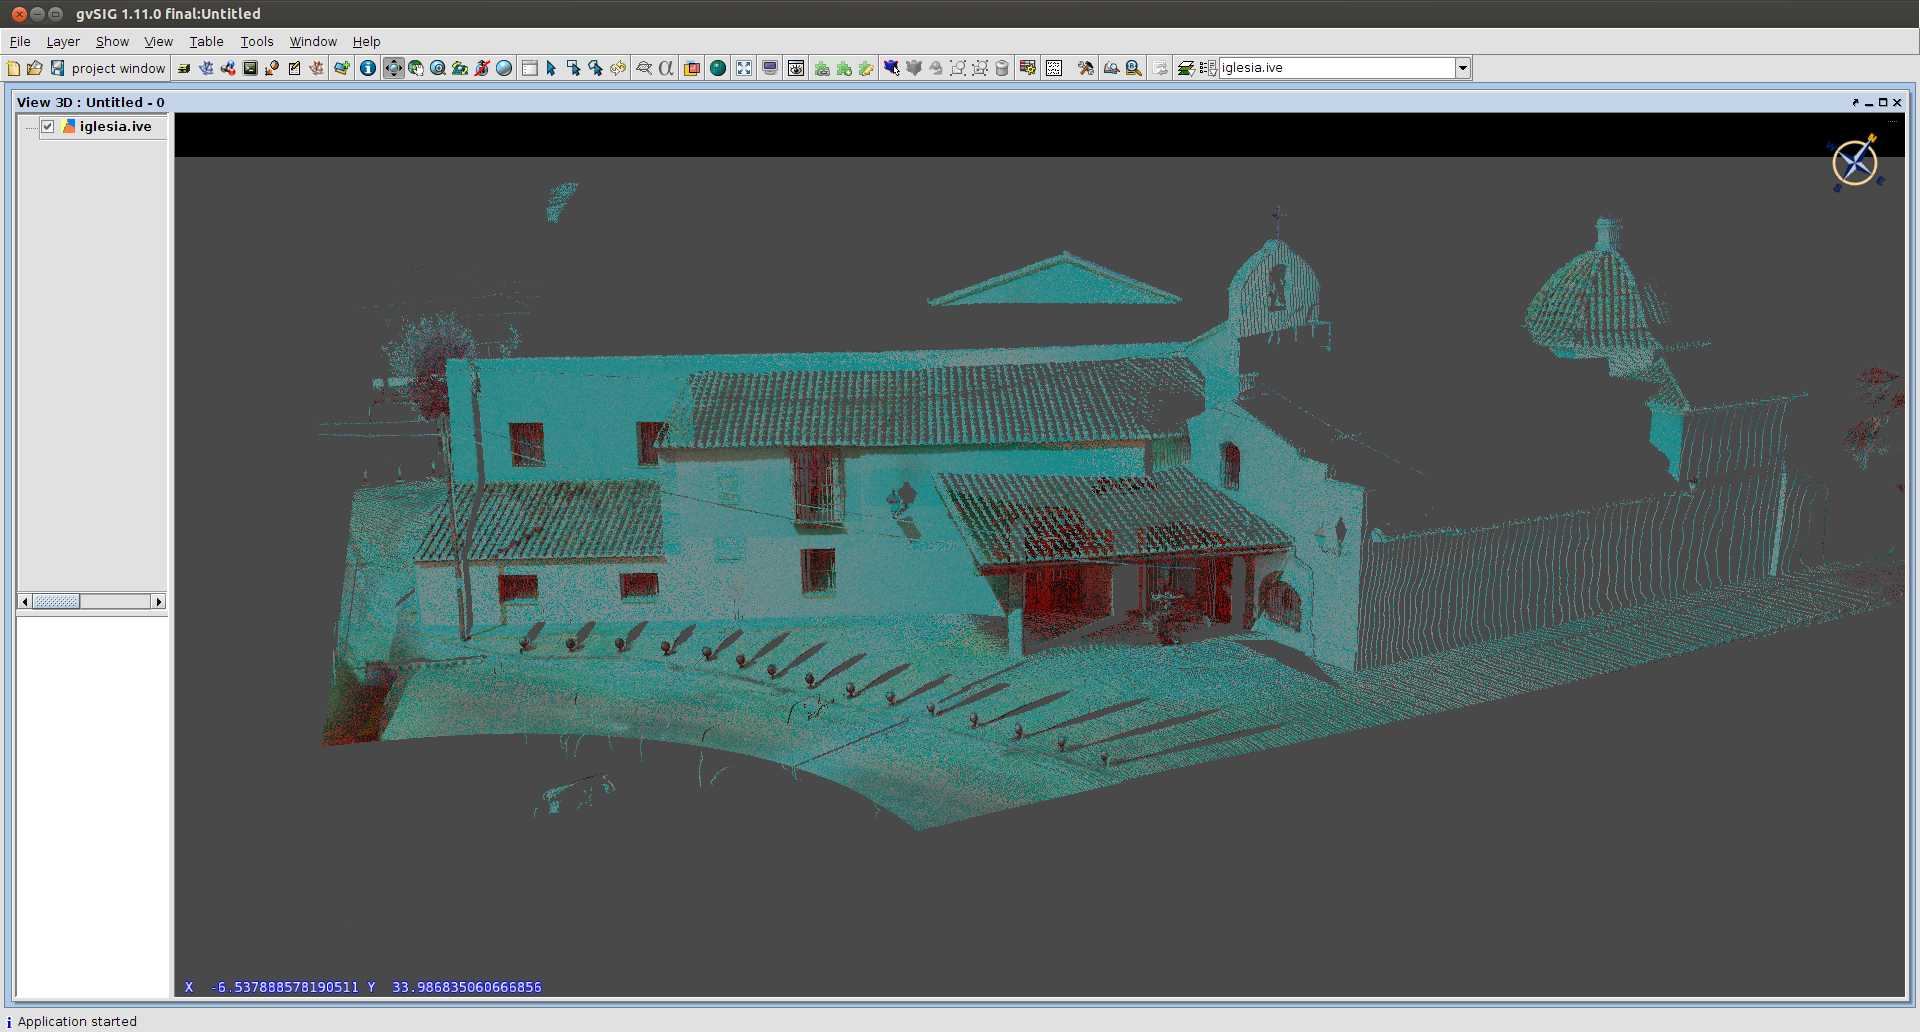 gvSIG 1.11.0 final:Untitled
File Layer Show View Table Tools Window Help
project window
iglesia.ive
View 3D : Untitled - 0
iglesia.ive
N
W
E
S
X -6.537888578190511 Y 33.986835060666856
Application started